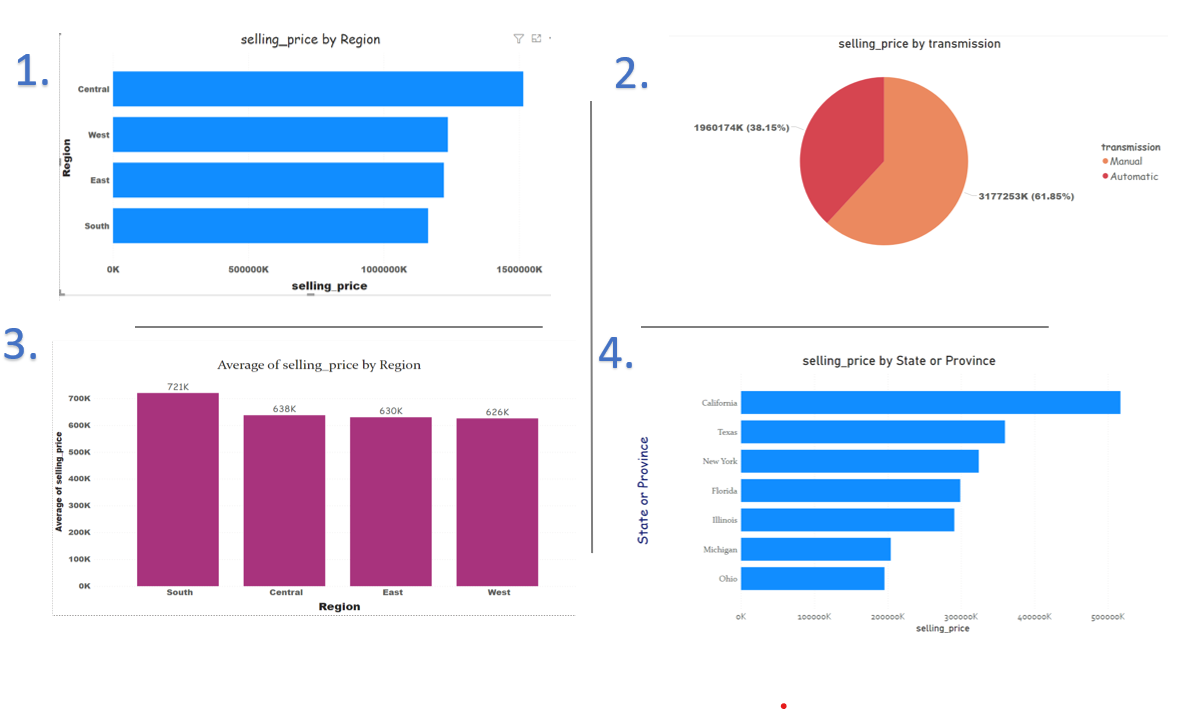 1.
selling_price by Region
Region
Central
West
East
South
0K 500000K 1000000K 1500000K
selling_price
2.
selling_price by transmission
1960174K (38.15%)
3177253K (61.85%)
transmission
Manual
Automatic
3.
Average of selling_price by Region
Average of selling_price
700K
600K
500K
400K
300K
200K
100K
0K
721K
638K
630K
626K
South Central East West
Region
4.
selling_price by State or Province
State or Province
California
Texas
New York
Florida
Illinois
Michigan
Ohio
0K 100000K 200000K 300000K 400000K 500000K
selling_price